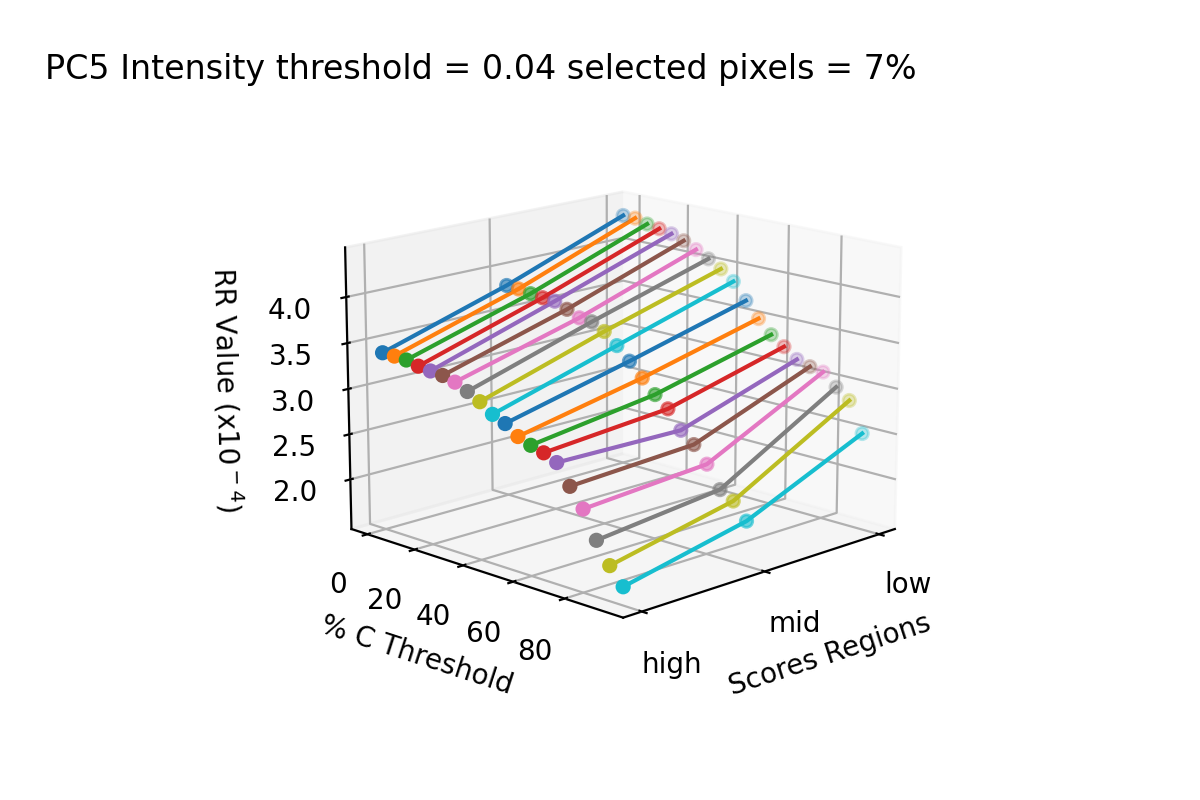 PC5 Intensity threshold = 0.04 selected pixels = 7%
RR Value (x10⁻⁴)
4.0
3.5
3.0
2.5
2.0
0
20
40
60
80
% C Threshold
high
mid
low
Scores Regions